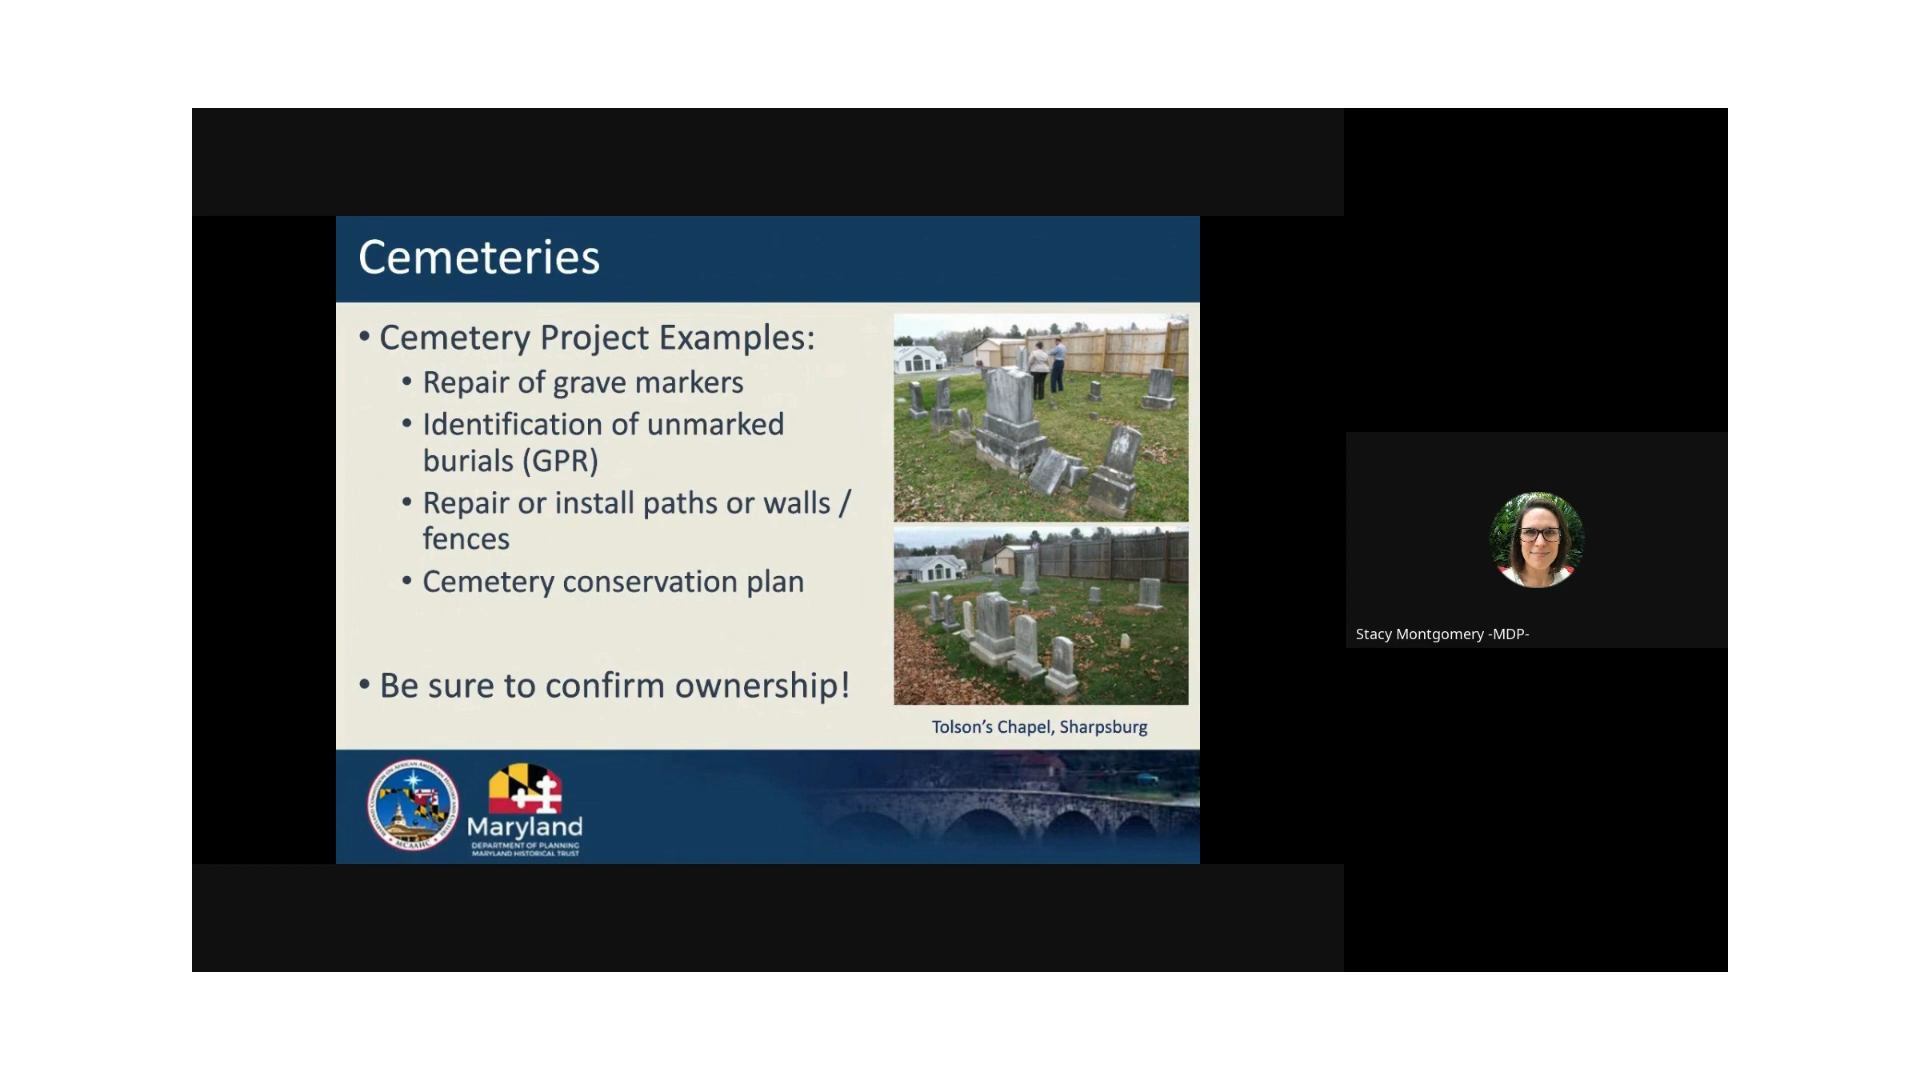 Cemeteries
• Cemetery Project Examples:
• Repair of grave markers
• Identification of unmarked
burials (GPR)
• Repair or install paths or walls /
fences
• Cemetery conservation plan
• Be sure to confirm ownership!
Tolson's Chapel, Sharpsburg
MCAAHC
Maryland
DEPARTMENT OF PLANNING
MARYLAND HISTORICAL TRUST
Stacy Montgomery -MDP-